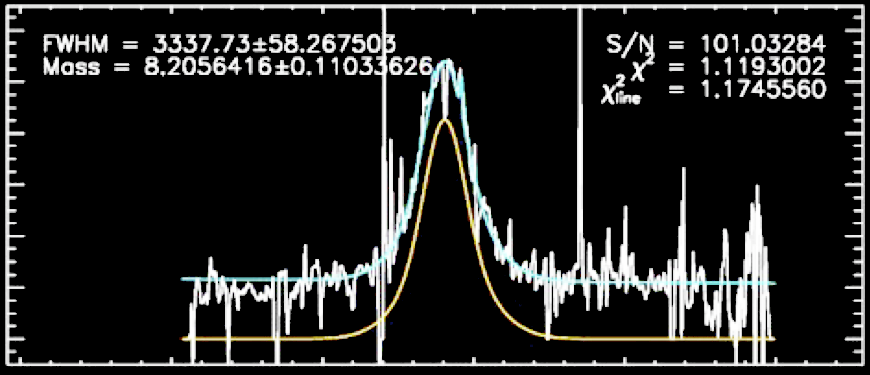 FWHM = 3337.73±58.267503
Mass = 8.2056416±0.11033626
S/N = 101.03284
χ² = 1.1193002
χ²line = 1.1745560